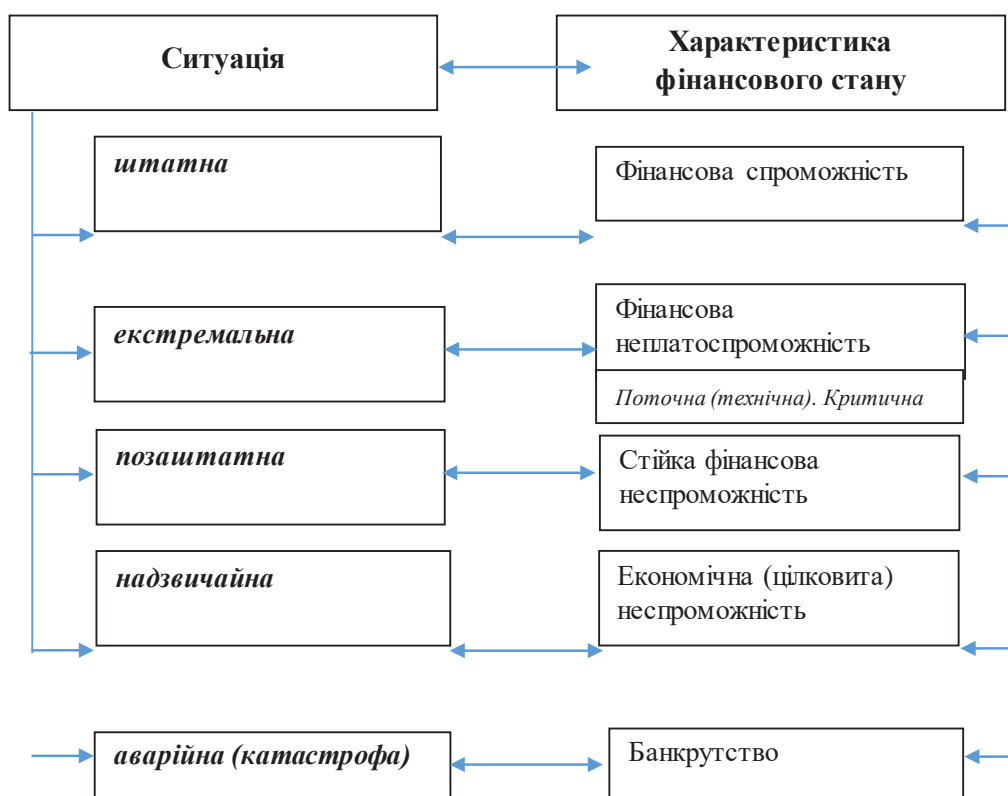 Ситуація
Характеристика
фінансового стану
штатна
Фінансова спроможність
екстремальна
Фінансова
неплатоспроможність
Поточна (технічна). Критична
позаштатна
Стійка фінансова
неспроможність
надзвичайна
Економічна (цілковита)
неспроможність
аварійна (катастрофа)
Банкрутство